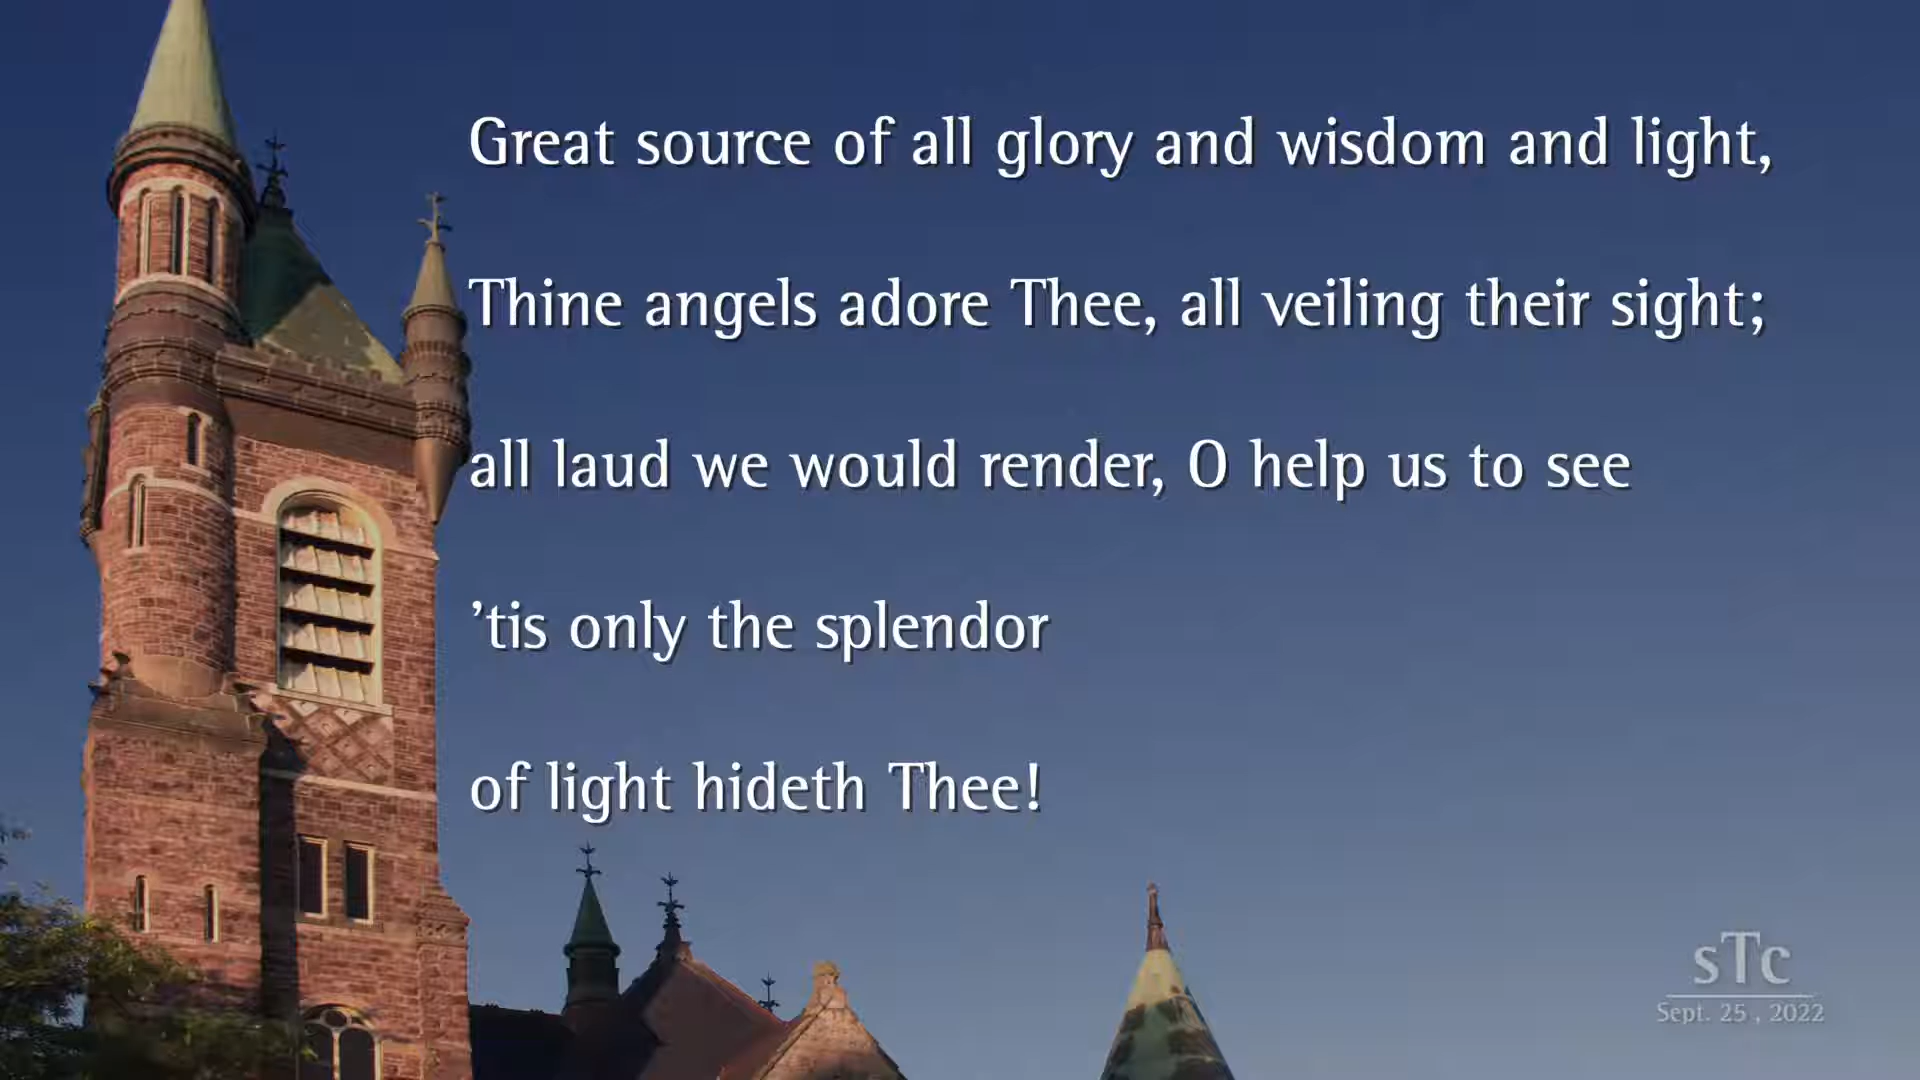 Great source of all glory and wisdom and light,
Thine angels adore Thee, all veiling their sight;
all laud we would render, O help us to see
’tis only the splendor
of light hideth Thee!
sTc
Sept. 25 , 2022